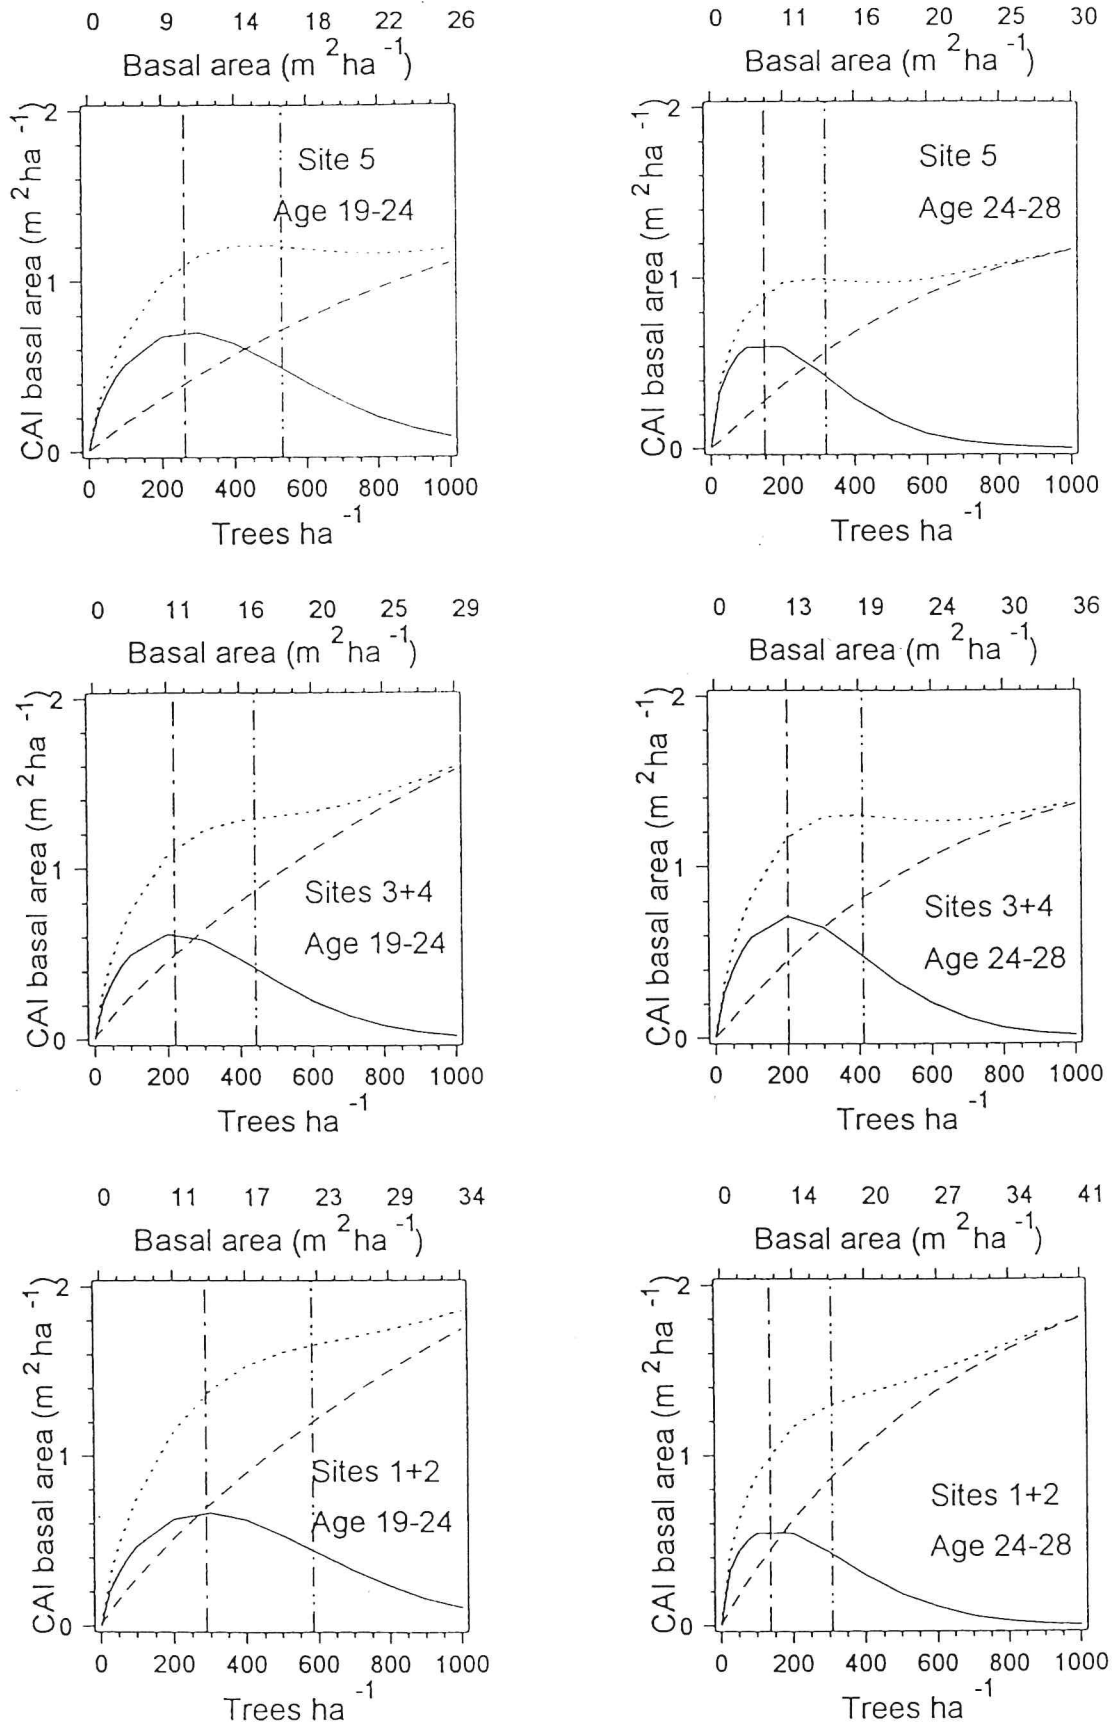 0 9 14 18 22 26
Basal area (m ²ha ⁻¹)
CAI basal area (m ²ha ⁻¹)
2
1
0
Site 5
Age 19-24
0 200 400 600 800 1000
Trees ha ⁻¹
0 11 16 20 25 30
Basal area (m ²ha ⁻¹)
CAI basal area (m ²ha ⁻¹)
2
1
0
Site 5
Age 24-28
0 200 400 600 800 1000
Trees ha ⁻¹
0 11 16 20 25 29
Basal area (m ²ha ⁻¹)
CAI basal area (m ²ha ⁻¹)
2
1
0
Sites 3+4
Age 19-24
0 200 400 600 800 1000
Trees ha ⁻¹
0 13 19 24 30 36
Basal area (m ²ha ⁻¹)
CAI basal area (m ²ha ⁻¹)
2
1
0
Sites 3+4
Age 24-28
0 200 400 600 800 1000
Trees ha ⁻¹
0 11 17 23 29 34
Basal area (m ²ha ⁻¹)
CAI basal area (m ²ha ⁻¹)
2
1
0
Sites 1+2
Age 19-24
0 200 400 600 800 1000
Trees ha ⁻¹
0 14 20 27 34 41
Basal area (m ²ha ⁻¹)
CAI basal area (m ²ha ⁻¹)
2
1
0
Sites 1+2
Age 24-28
0 200 400 600 800 1000
Trees ha ⁻¹